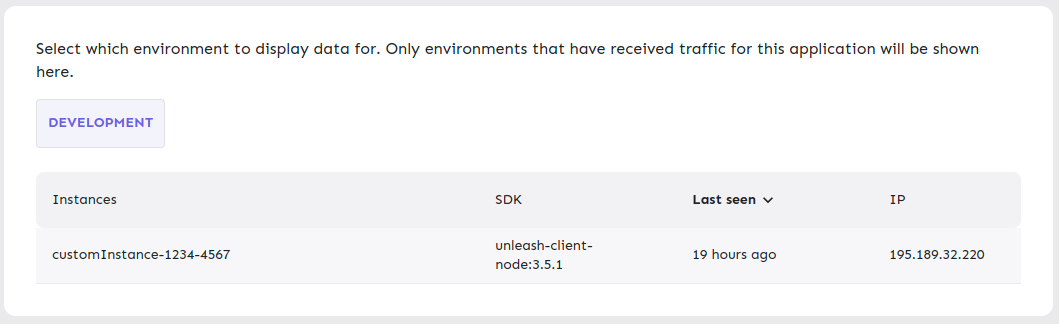 Select which environment to display data for. Only environments that have received traffic for this application will be shown
here.
DEVELOPMENT
Instances SDK Last seen IP
customInstance-1234-4567 unleash-client-
node:3.5.1 19 hours ago 195.189.32.220